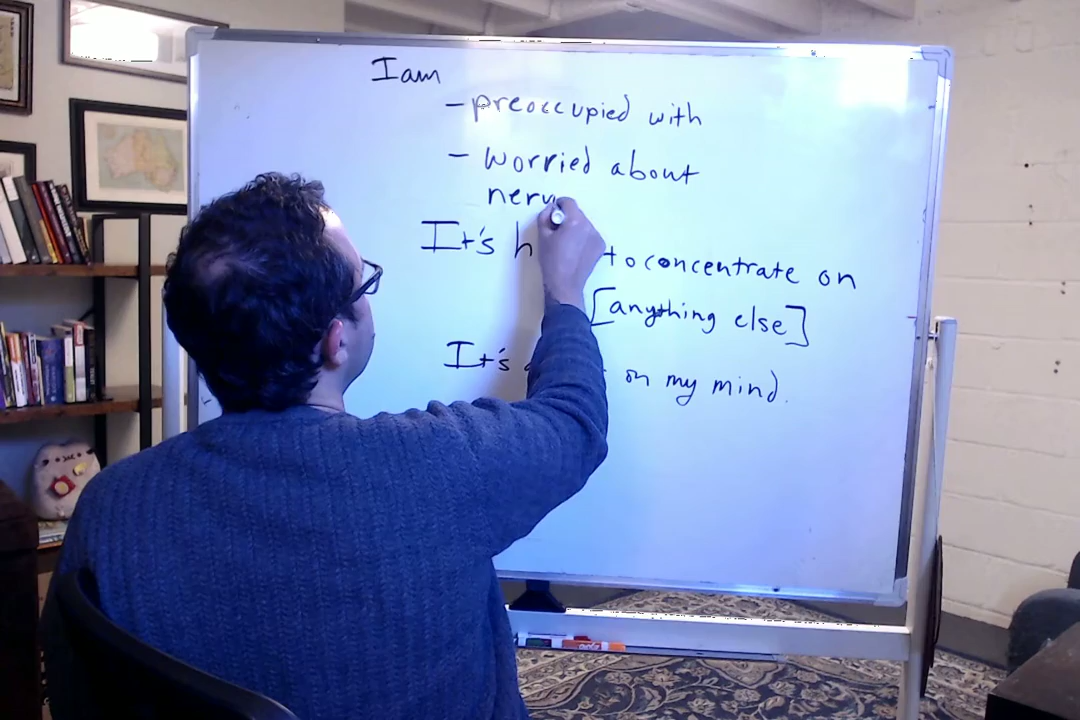 I am
- preoccupied with
- worried about
nerv
It's h to concentrate on
[anything else]
It's on my mind.